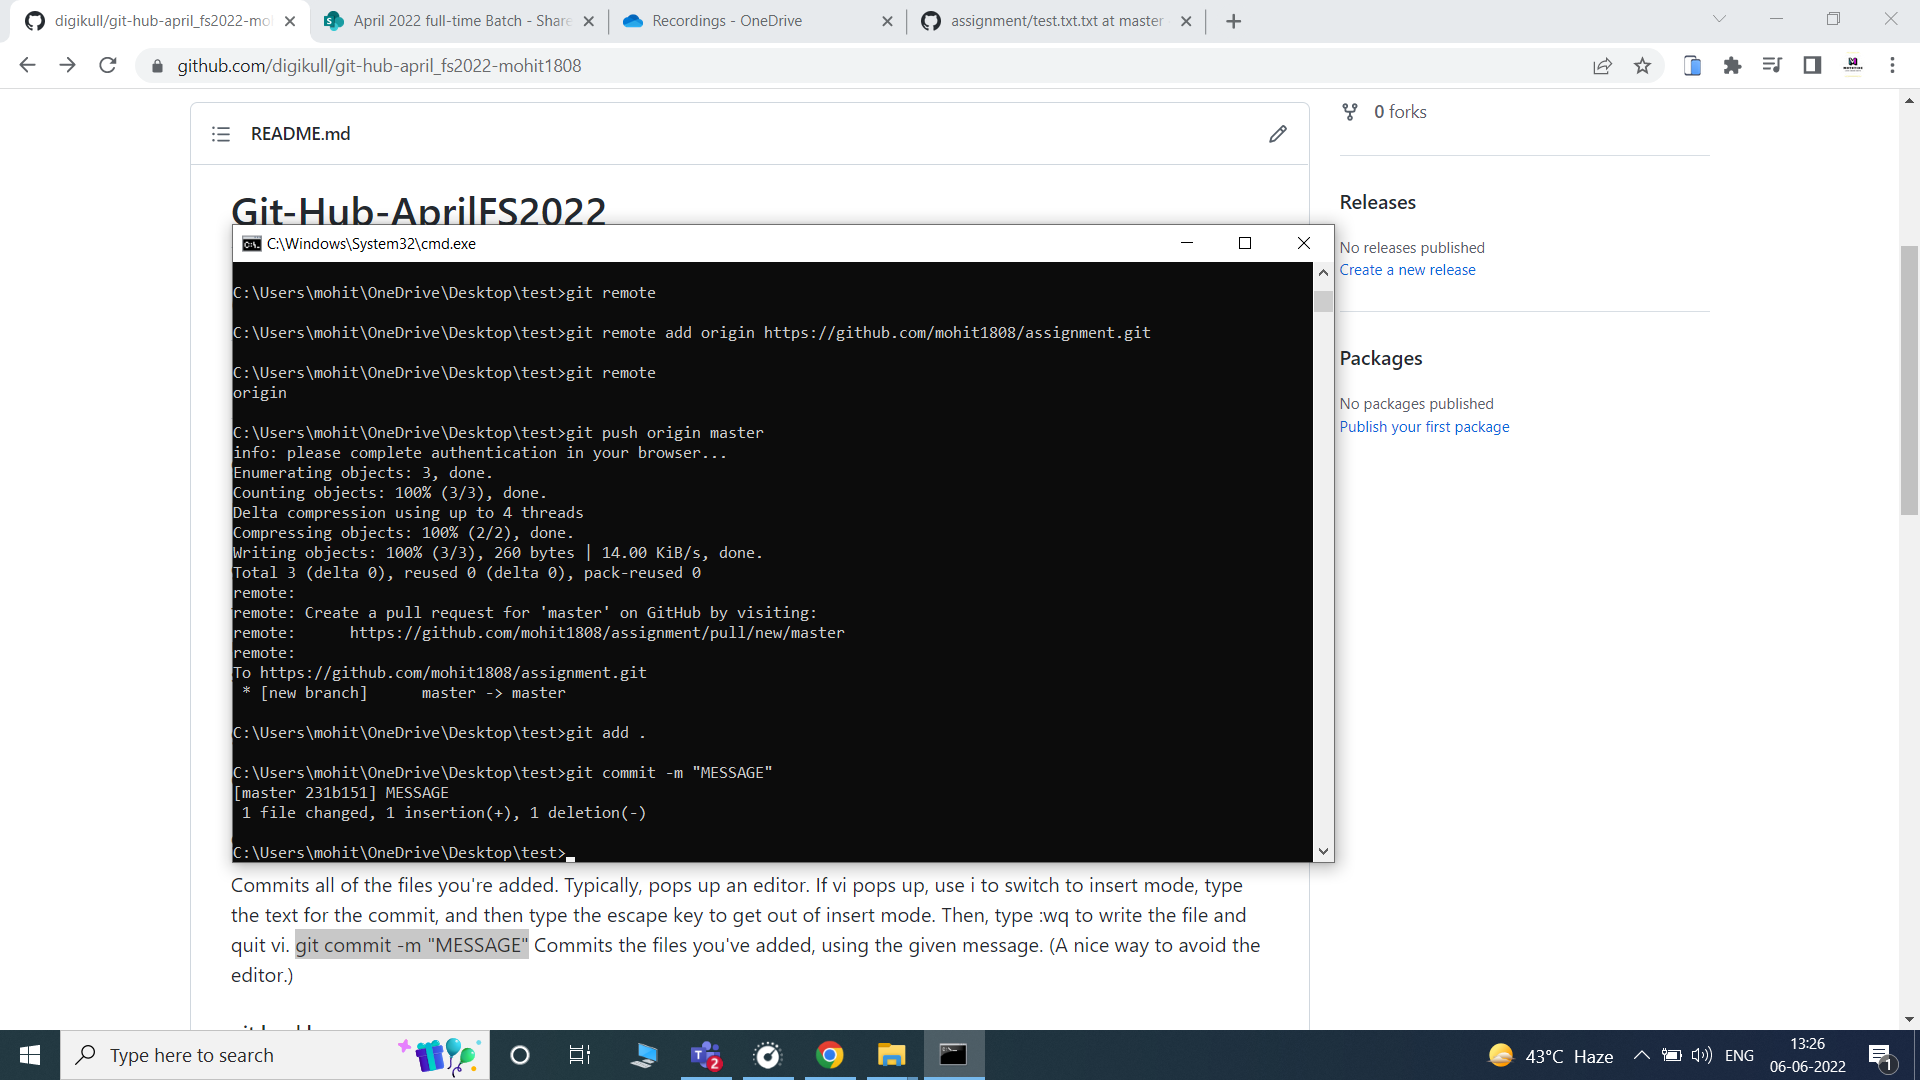 digikull/git-hub-april_fs2022-moh
April 2022 full-time Batch - Share
Recordings - OneDrive
assignment/test.txt.txt at master
github.com/digikull/git-hub-april_fs2022-mohit1808
README.md
0 forks
Git-Hub-AprilFS2022
Releases
No releases published
Create a new release
Packages
No packages published
Publish your first package
C:\Windows\System32\cmd.exe
C:\Users\mohit\OneDrive\Desktop\test>git remote
C:\Users\mohit\OneDrive\Desktop\test>git remote add origin https://github.com/mohit1808/assignment.git
C:\Users\mohit\OneDrive\Desktop\test>git remote
origin
C:\Users\mohit\OneDrive\Desktop\test>git push origin master
info: please complete authentication in your browser...
Enumerating objects: 3, done.
Counting objects: 100% (3/3), done.
Delta compression using up to 4 threads
Compressing objects: 100% (2/2), done.
Writing objects: 100% (3/3), 260 bytes | 14.00 KiB/s, done.
Total 3 (delta 0), reused 0 (delta 0), pack-reused 0
remote:
remote: Create a pull request for 'master' on GitHub by visiting:
remote:      https://github.com/mohit1808/assignment/pull/new/master
remote:
To https://github.com/mohit1808/assignment.git
 * [new branch]      master -> master
C:\Users\mohit\OneDrive\Desktop\test>git add .
C:\Users\mohit\OneDrive\Desktop\test>git commit -m "MESSAGE"
[master 231b151] MESSAGE
 1 file changed, 1 insertion(+), 1 deletion(-)
C:\Users\mohit\OneDrive\Desktop\test>
Commits all of the files you're added. Typically, pops up an editor. If vi pops up, use i to switch to insert mode, type
the text for the commit, and then type the escape key to get out of insert mode. Then, type :wq to write the file and
quit vi. git commit -m "MESSAGE" Commits the files you've added, using the given message. (A nice way to avoid the
editor.)
Type here to search
2
43°C Haze
ENG
13:26
06-06-2022
1